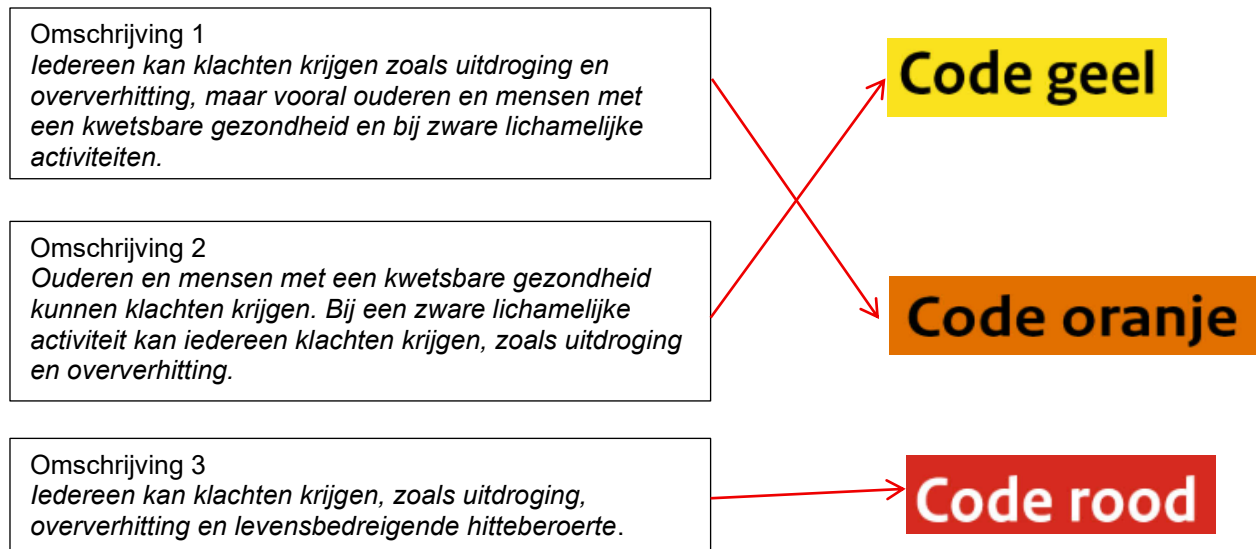 Omschrijving 1
Iedereen kan klachten krijgen zoals uitdroging en
oververhitting, maar vooral ouderen en mensen met
een kwetsbare gezondheid en bij zware lichamelijke
activiteiten.
Code geel
Omschrijving 2
Ouderen en mensen met een kwetsbare gezondheid
kunnen klachten krijgen. Bij een zware lichamelijke
activiteit kan iedereen klachten krijgen, zoals uitdroging
en oververhitting.
Code oranje
Omschrijving 3
Iedereen kan klachten krijgen, zoals uitdroging,
oververhitting en levensbedreigende hitteberoerte.
Code rood